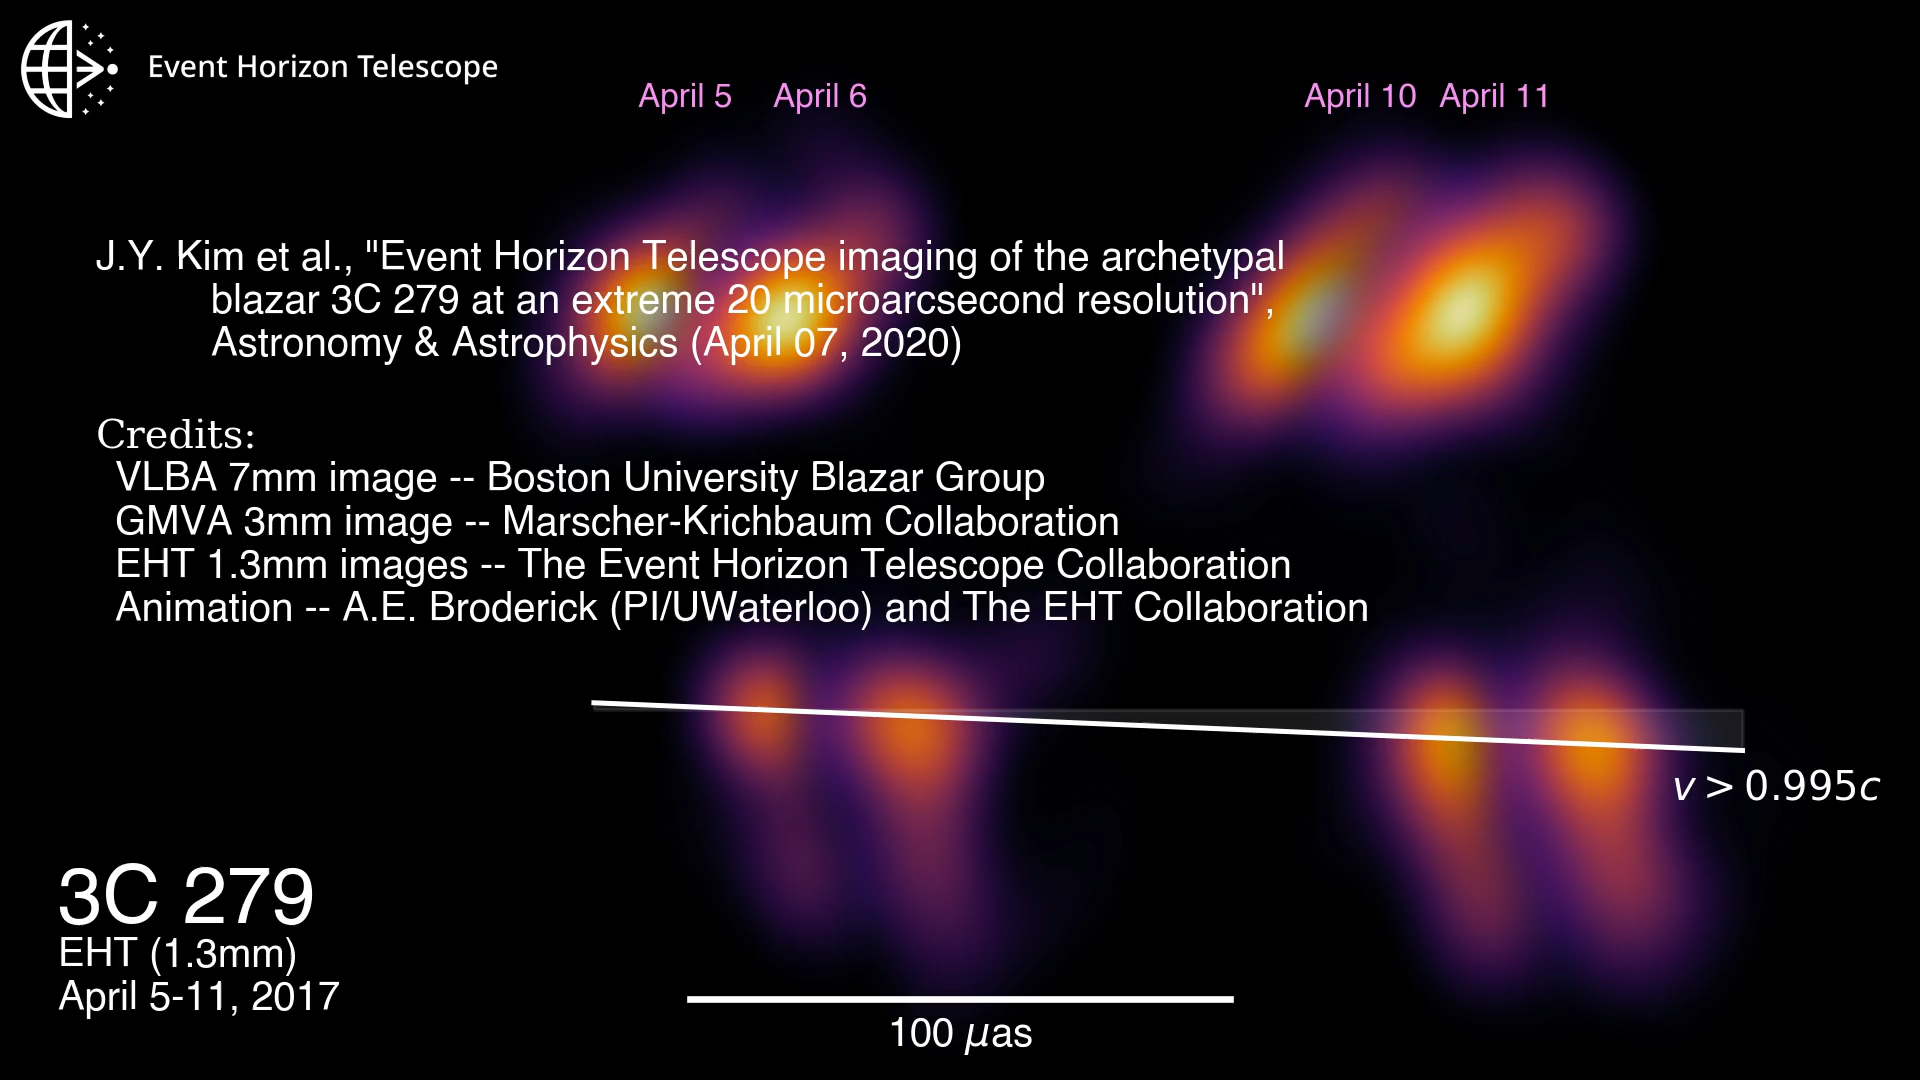 Event Horizon Telescope
April 5 April 6 April 10 April 11
J.Y. Kim et al., "Event Horizon Telescope imaging of the archetypal
blazar 3C 279 at an extreme 20 microarcsecond resolution",
Astronomy & Astrophysics (April 07, 2020)
Credits:
VLBA 7mm image -- Boston University Blazar Group
GMVA 3mm image -- Marscher-Krichbaum Collaboration
EHT 1.3mm images -- The Event Horizon Telescope Collaboration
Animation -- A.E. Broderick (PI/UWaterloo) and The EHT Collaboration
v > 0.995c
3C 279
EHT (1.3mm)
April 5-11, 2017
100 μas